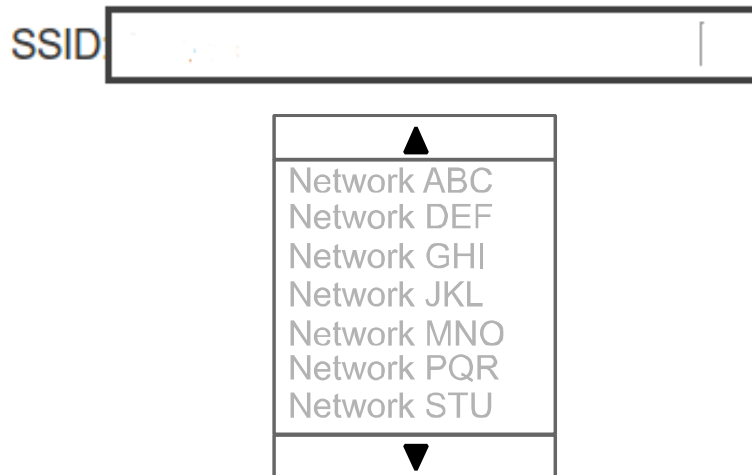 SSID:
Network ABC
Network DEF
Network GHI
Network JKL
Network MNO
Network PQR
Network STU